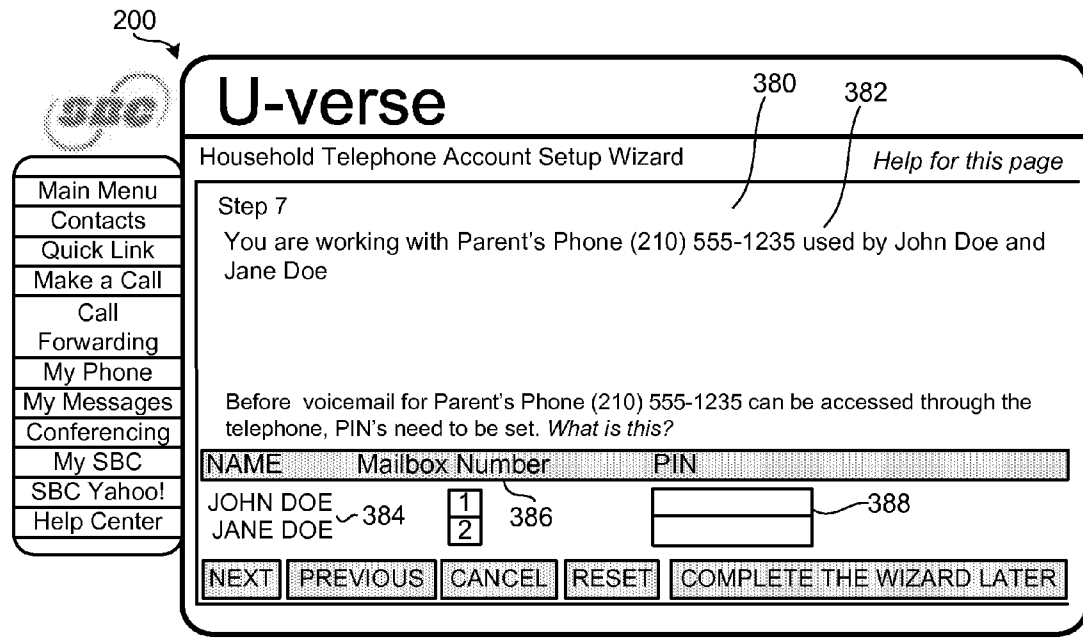 200
SBC
U-verse
380
382
Household Telephone Account Setup Wizard
Help for this page
Main Menu
Contacts
Quick Link
Make a Call
Call
Forwarding
My Phone
My Messages
Conferencing
My SBC
SBC Yahoo!
Help Center
Step 7
You are working with Parent's Phone (210) 555-1235 used by John Doe and
Jane Doe
Before voicemail for Parent's Phone (210) 555-1235 can be accessed through the
telephone, PIN's need to be set. What is this?
NAME Mailbox Number PIN
JOHN DOE 1
JANE DOE 2
384
386
388
NEXT PREVIOUS CANCEL RESET COMPLETE THE WIZARD LATER